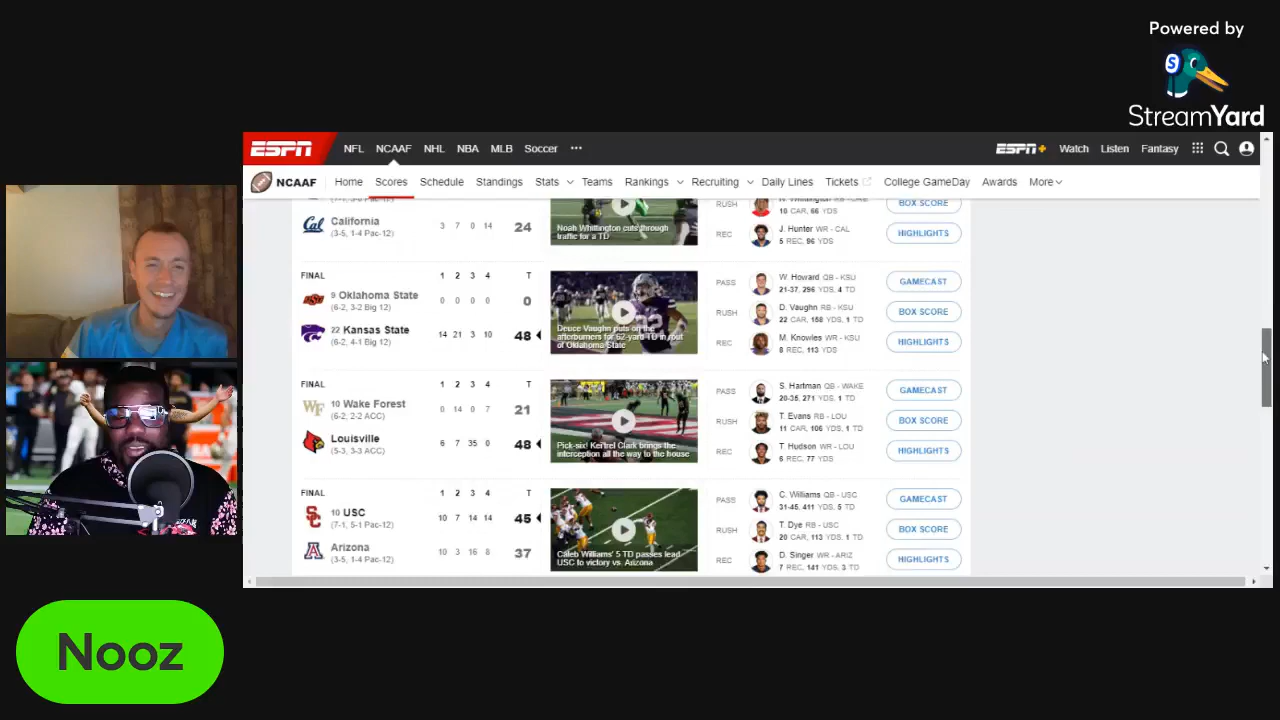 Powered by
StreamYard
ESPN NFL NCAAF NHL NBA MLB Soccer ••• ESPN+ Watch Listen Fantasy
NCAAF Home Scores Schedule Standings Stats Teams Rankings Recruiting Daily Lines Tickets College GameDay Awards More
BOX SCORE
RUSH
10 CAR, 66 YDS
Cal California 3 7 0 14 24
(3-5, 1-4 Pac-12)
Noah Whittington cuts through
traffic for a TD
REC J. Hunter WR - CAL
5 REC, 96 YDS
HIGHLIGHTS
FINAL 1 2 3 4 T
9 Oklahoma State 0 0 0 0 0
(6-2, 3-2 Big 12)
22 Kansas State 14 21 3 10 48
(6-2, 4-1 Big 12)
Deuce Vaughn puts on the
afterburners for 62-yard TD in rout
of Oklahoma State
PASS W. Howard QB - KSU
21-37, 296 YDS, 4 TD
RUSH D. Vaughn RB - KSU
22 CAR, 158 YDS, 1 TD
REC M. Knowles WR - KSU
8 REC, 113 YDS
GAMECAST
BOX SCORE
HIGHLIGHTS
FINAL 1 2 3 4 T
WF 10 Wake Forest 0 14 0 7 21
(6-2, 2-2 ACC)
Louisville 6 7 35 0 48
(5-3, 3-3 ACC)
Pick-six! Kei'trel Clark brings the
interception all the way to the house
PASS S. Hartman QB - WAKE
20-35, 271 YDS, 1 TD
RUSH T. Evans RB - LOU
11 CAR, 106 YDS, 1 TD
REC T. Hudson WR - LOU
6 REC, 77 YDS
GAMECAST
BOX SCORE
HIGHLIGHTS
FINAL 1 2 3 4 T
SC 10 USC 10 7 14 14 45
(7-1, 5-1 Pac-12)
A Arizona 10 3 16 8 37
(3-5, 1-4 Pac-12)
Caleb Williams' 5 TD passes lead
USC to victory vs. Arizona
PASS C. Williams QB - USC
31-45, 411 YDS, 5 TD
RUSH T. Dye RB - USC
20 CAR, 113 YDS, 1 TD
REC D. Singer WR - ARIZ
7 REC, 141 YDS, 3 TD
GAMECAST
BOX SCORE
HIGHLIGHTS
Nooz